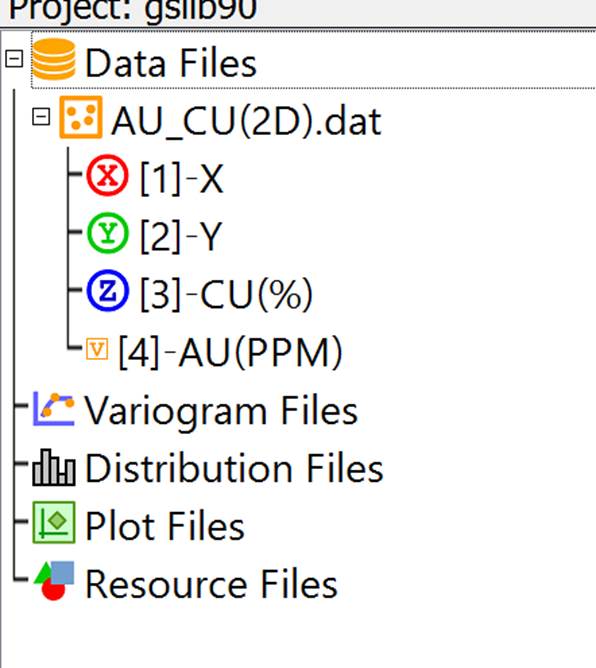 Project: gslib90
Data Files
AU_CU(2D).dat
X [1]-X
Y [2]-Y
Z [3]-CU(%)
V [4]-AU(PPM)
Variogram Files
Distribution Files
Plot Files
Resource Files